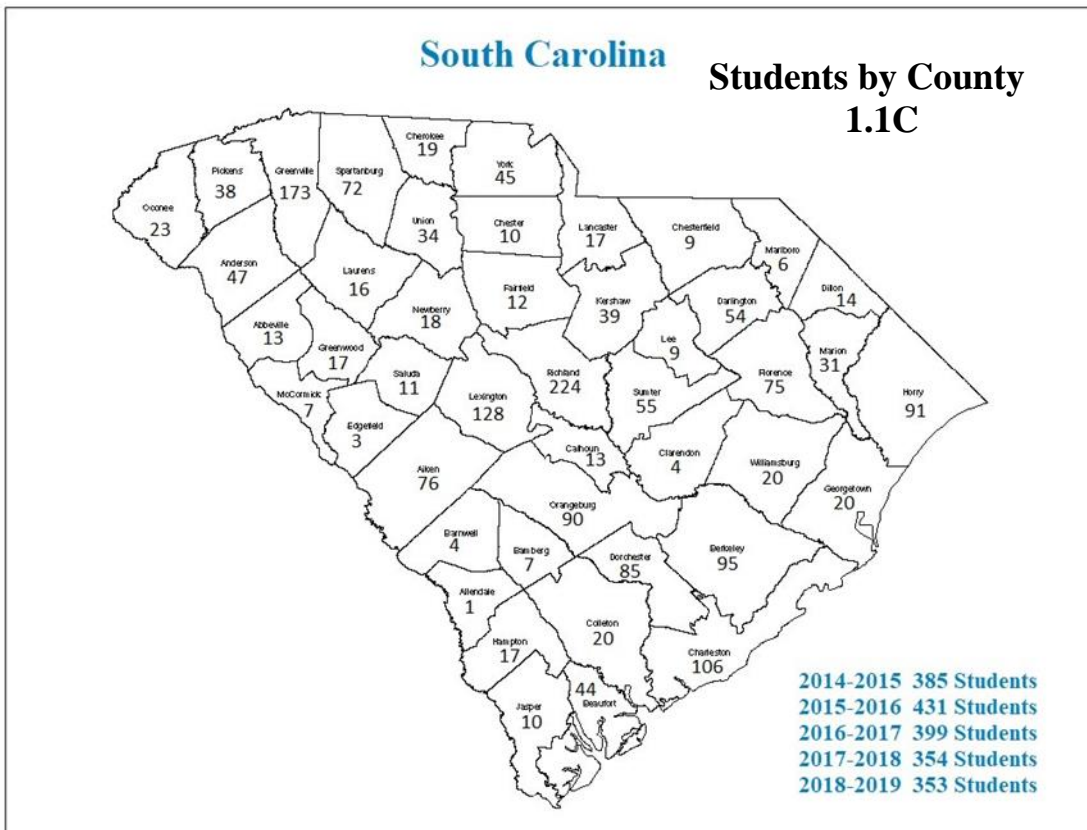 South Carolina
Students by County
1.1C
Cherokee
19
York
45
Pickens
38
Greenville
173
Spartanburg
72
Oconee
23
Union
34
Chester
10
Lancaster
17
Chesterfield
9
Marlboro
6
Anderson
47
Laurens
16
Dillon
14
Fairfield
12
Kershaw
39
Darlington
54
Newberry
18
Abbeville
13
Greenwood
17
Lee
9
Marion
31
Saluda
11
Richland
224
Florence
75
McCormick
7
Lexington
128
Sumter
55
Horry
91
Edgefield
3
Calhoun
13
Clarendon
4
Williamsburg
20
Aiken
76
Georgetown
20
Orangeburg
90
Barnwell
4
Bamberg
7
Dorchester
85
Berkeley
95
Allendale
1
Colleton
20
Hampton
17
Charleston
106
44
Beaufort
Jasper
10
2014-2015 385 Students
2015-2016 431 Students
2016-2017 399 Students
2017-2018 354 Students
2018-2019 353 Students